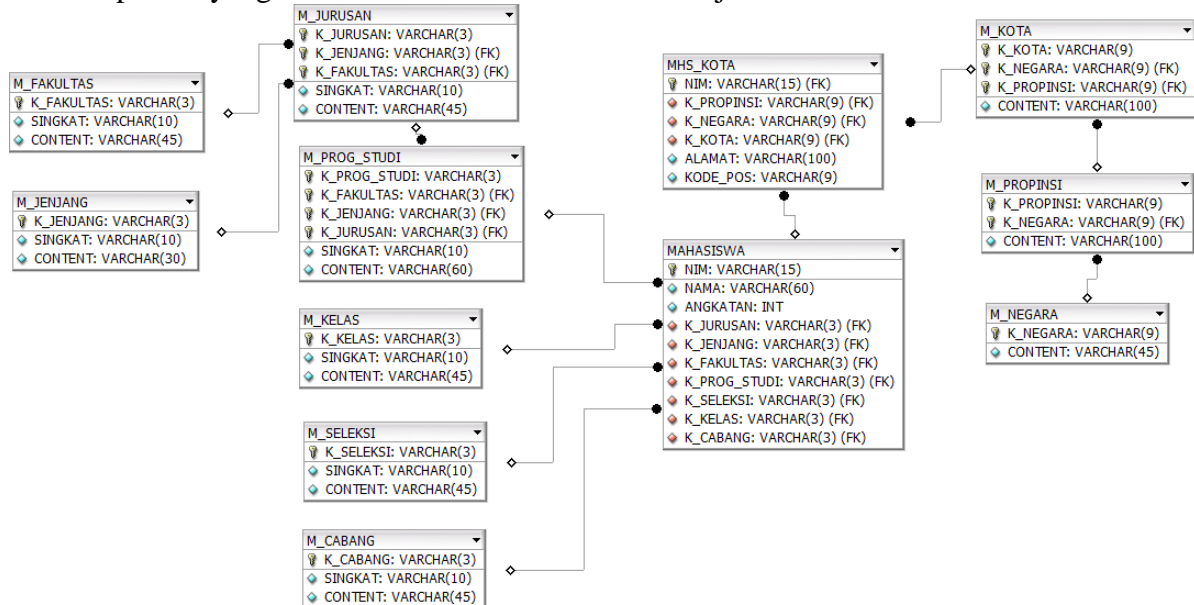 M_JURUSAN
K_JURUSAN: VARCHAR(3)
K_JENJANG: VARCHAR(3) (FK)
K_FAKULTAS: VARCHAR(3) (FK)
SINGKAT: VARCHAR(10)
CONTENT: VARCHAR(45)
M_FAKULTAS
K_FAKULTAS: VARCHAR(3)
SINGKAT: VARCHAR(10)
CONTENT: VARCHAR(45)
M_JENJANG
K_JENJANG: VARCHAR(3)
SINGKAT: VARCHAR(10)
CONTENT: VARCHAR(30)
M_PROG_STUDI
K_PROG_STUDI: VARCHAR(3)
K_FAKULTAS: VARCHAR(3) (FK)
K_JENJANG: VARCHAR(3) (FK)
K_JURUSAN: VARCHAR(3) (FK)
SINGKAT: VARCHAR(10)
CONTENT: VARCHAR(60)
M_KELAS
K_KELAS: VARCHAR(3)
SINGKAT: VARCHAR(10)
CONTENT: VARCHAR(45)
M_SELEKSI
K_SELEKSI: VARCHAR(3)
SINGKAT: VARCHAR(10)
CONTENT: VARCHAR(45)
M_CABANG
K_CABANG: VARCHAR(3)
SINGKAT: VARCHAR(10)
CONTENT: VARCHAR(45)
MHS_KOTA
NIM: VARCHAR(15) (FK)
K_PROPINSI: VARCHAR(9) (FK)
K_NEGARA: VARCHAR(9) (FK)
K_KOTA: VARCHAR(9) (FK)
ALAMAT: VARCHAR(100)
KODE_POS: VARCHAR(9)
MAHASISWA
NIM: VARCHAR(15)
NAMA: VARCHAR(60)
ANGKATAN: INT
K_JURUSAN: VARCHAR(3) (FK)
K_JENJANG: VARCHAR(3) (FK)
K_FAKULTAS: VARCHAR(3) (FK)
K_PROG_STUDI: VARCHAR(3) (FK)
K_SELEKSI: VARCHAR(3) (FK)
K_KELAS: VARCHAR(3) (FK)
K_CABANG: VARCHAR(3) (FK)
M_KOTA
K_KOTA: VARCHAR(9)
K_NEGARA: VARCHAR(9) (FK)
K_PROPINSI: VARCHAR(9) (FK)
CONTENT: VARCHAR(100)
M_PROPINSI
K_PROPINSI: VARCHAR(9)
K_NEGARA: VARCHAR(9) (FK)
CONTENT: VARCHAR(100)
M_NEGARA
K_NEGARA: VARCHAR(9)
CONTENT: VARCHAR(45)